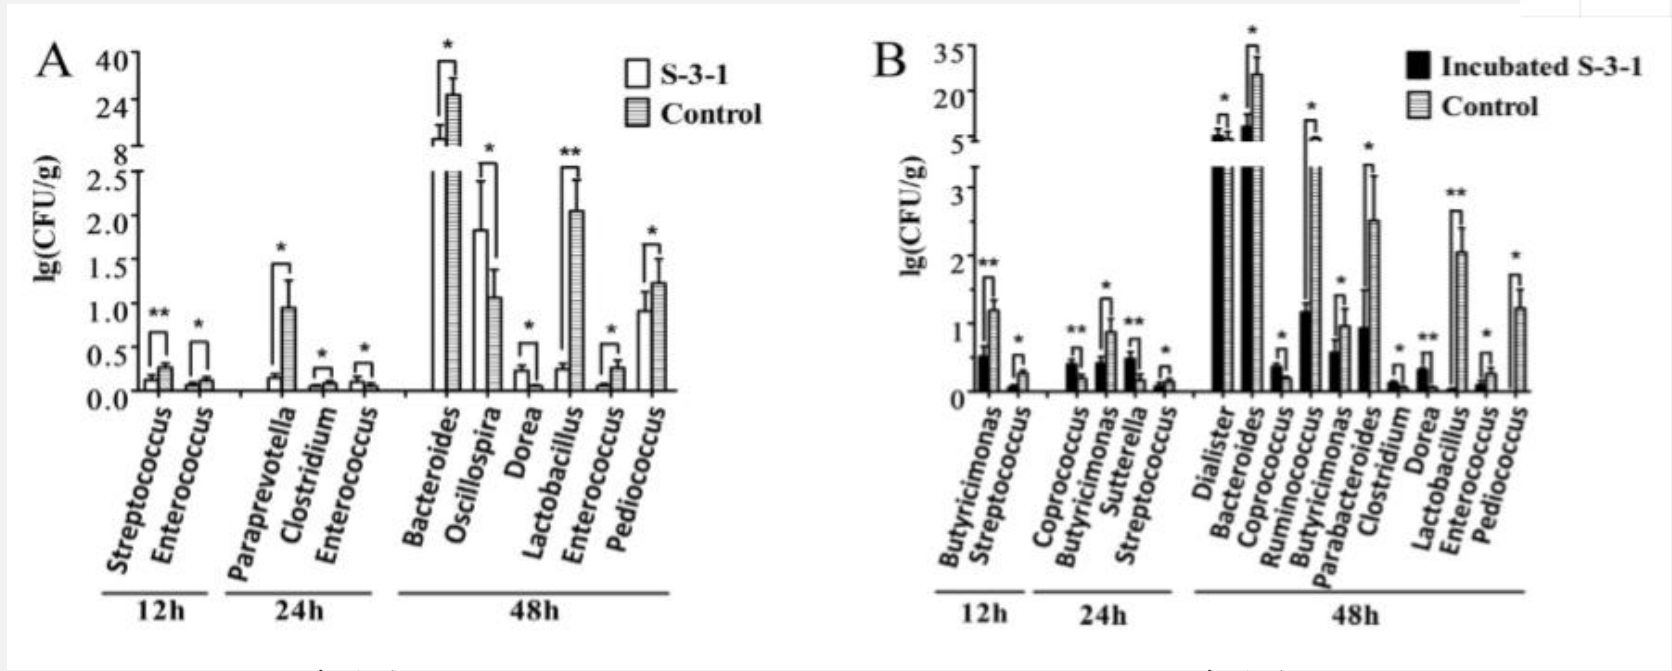 A
40
24
8
2.5
2.0
1.5
1.0
0.5
0.0
lg(CFU/g)
S-3-1
Control
**
*
*
*
*
*
*
*
**
*
*
Streptococcus
Enterococcus
Paraprevotella
Clostridium
Enterococcus
Bacteroides
Oscillospira
Dorea
Lactobacillus
Enterococcus
Pediococcus
12h
24h
48h
B
35
20
5
3
2
1
0
lg(CFU/g)
Incubated S-3-1
Control
**
*
**
*
**
*
*
*
*
*
*
*
*
**
**
*
*
Butyricimonas
Streptococcus
Coprococcus
Butyricimonas
Sutterella
Streptococcus
Dialister
Bacteroides
Coprococcus
Ruminococcus
Butyricimonas
Parabacteroides
Clostridium
Dorea
Lactobacillus
Enterococcus
Pediococcus
12h
24h
48h